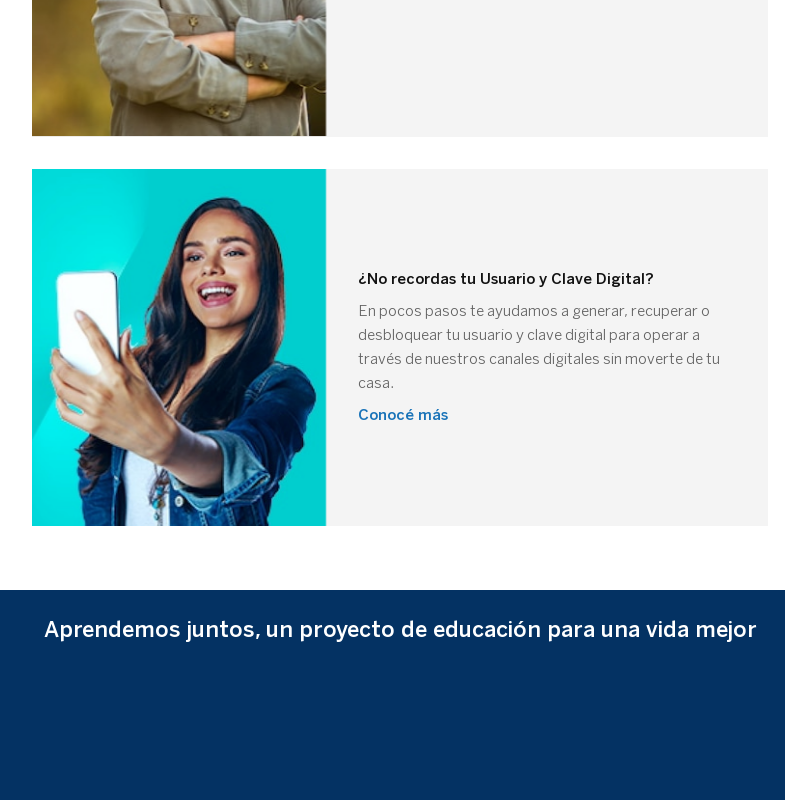 ¿No recordas tu Usuario y Clave Digital?
En pocos pasos te ayudamos a generar, recuperar o
desbloquear tu usuario y clave digital para operar a
través de nuestros canales digitales sin moverte de tu
casa.
Conocé más
Aprendemos juntos, un proyecto de educación para una vida mejor